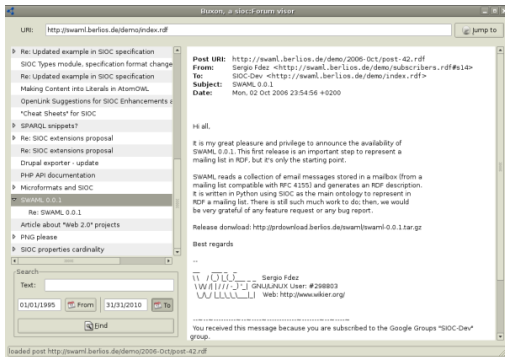 Buxon, a sioc:Forum visor
URI: http://swaml.berlios.de/demo/index.rdf Jump to
Re: Updated example in SIOC specification
SIOC Types module, specification format change
Re: Updated example in SIOC specification
Making Content into Literals in AtomOWL
OpenLink Suggestions for SIOC Enhancements a
"Cheat Sheets" for SIOC
SPARQL snippets?
Re: SIOC extensions proposal
Re: SIOC extensions proposal
Drupal exporter - update
PHP API documentation
Microformats and SIOC
SWAML 0.0.1
Re: SWAML 0.0.1
Article about "Web 2.0" projects
PNG please
SIOC properties cardinality
Search
Text:
01/01/1995 From 31/31/2010 To
Find
Post URI: http://swaml.berlios.de/demo/2006-Oct/post-42.rdf
From: Sergio Fdez <http://swaml.berlios.de/demo/subscribers.rdf#s14>
To: SIOC-Dev <http://swaml.berlios.de/demo/index.rdf>
Subject: SWAML 0.0.1
Date: Mon, 02 Oct 2006 23:54:56 +0200
Hi all,
It is my great pleasure and privilege to announce the availability of
SWAML 0.0.1. This first release is an important step to represent a
mailing list in RDF, but it's only the starting point.
SWAML reads a collection of email messages stored in a mailbox (from a
mailing list compatible with RFC 4155) and generates an RDF description.
It is written in Python using SIOC as the main ontology to represent in
RDF a mailing list. There is still much work to do; then, we would
be very grateful of any feature request or any bug report.
Release donwload: http://prdownload.berlios.de/swaml/swaml-0.0.1.tar.gz
Best regards
--
Sergio Fdez
GNU/LiNUX User: #298803
Web: http://www.wikier.org/
You received this message because you are subscribed to the Google Groups "SIOC-Dev"
group.
loaded post http://swaml.berlios.de/demo/2006-Oct/post-42.rdf